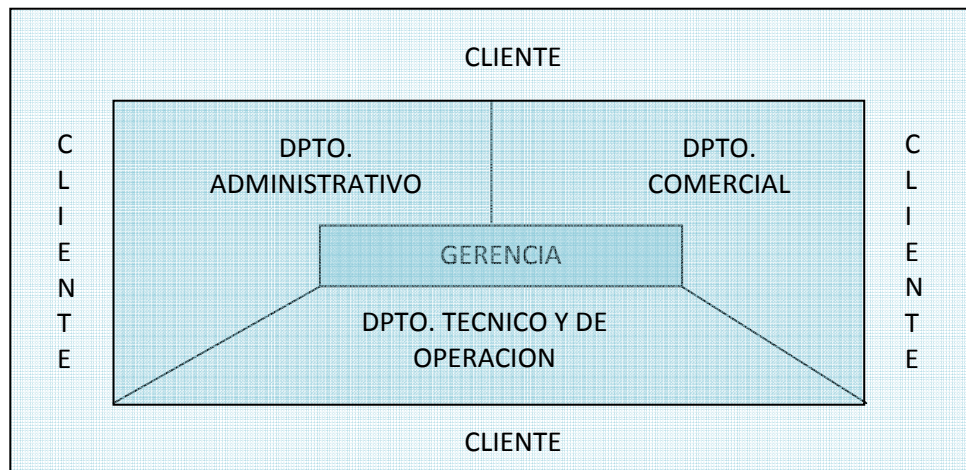 CLIENTE
C
L
I
E
N
T
E
DPTO.
ADMINISTRATIVO
DPTO.
COMERCIAL
C
L
I
E
N
T
E
GERENCIA
DPTO. TECNICO Y DE
OPERACION
CLIENTE